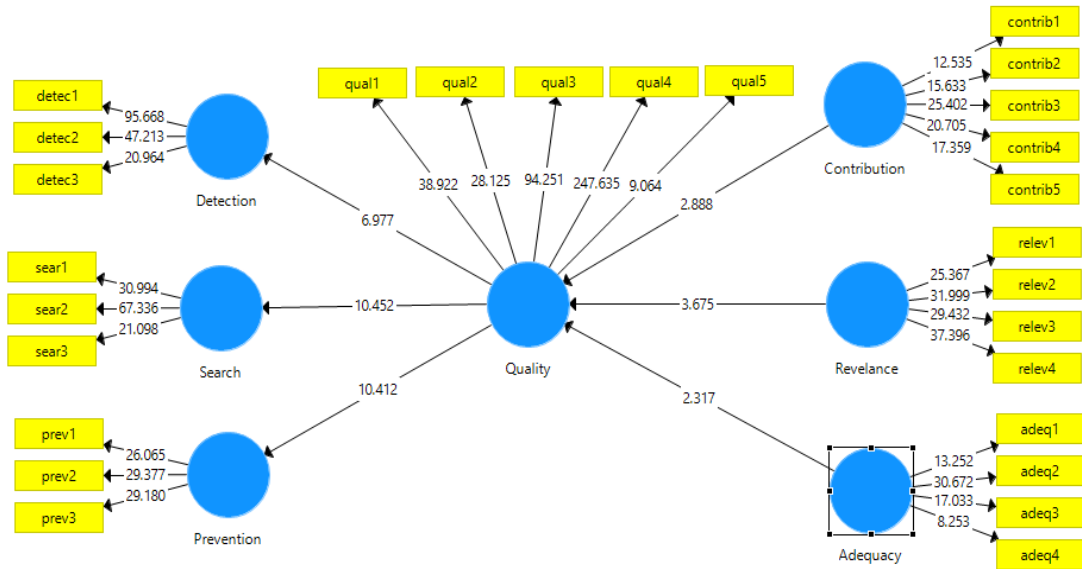 detec1
detec2
detec3
95.668
47.213
20.964
Detection
sear1
sear2
sear3
30.994
67.336
21.098
Search
prev1
prev2
prev3
26.065
29.377
29.180
Prevention
6.977
10.452
10.412
qual1
qual2
qual3
qual4
qual5
38.922
28.125
94.251
247.635
9.064
Quality
2.888
3.675
2.317
Contribution
12.535
15.633
25.402
20.705
17.359
contrib1
contrib2
contrib3
contrib4
contrib5
Revelance
25.367
31.999
29.432
37.396
relev1
relev2
relev3
relev4
Adequacy
13.252
30.672
17.033
8.253
adeq1
adeq2
adeq3
adeq4